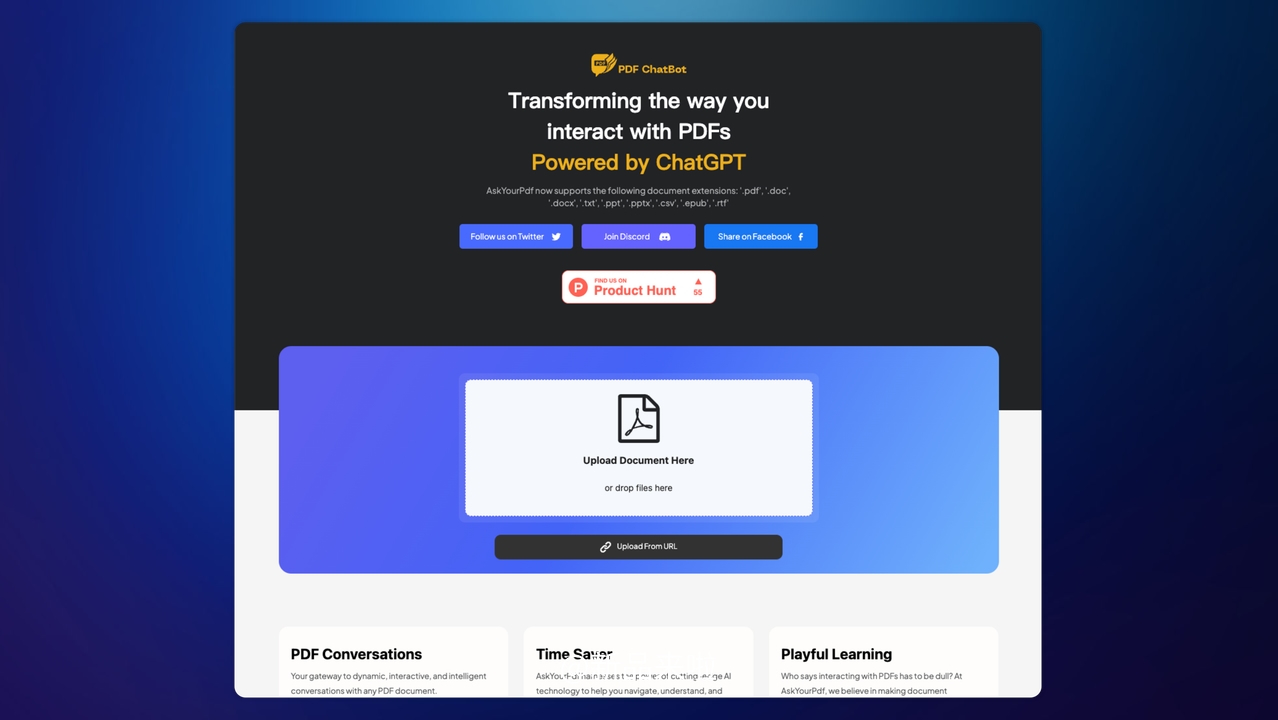 PDF
PDF ChatBot
Transforming the way you
interact with PDFs
Powered by ChatGPT
AskYourPdf now supports the following document extensions: '.pdf', '.doc',
'.docx', '.txt', '.ppt', '.pptx', '.csv', '.epub', '.rtf'
Follow us on Twitter
Join Discord
Share on Facebook
P
FIND US ON
Product Hunt
55
Upload Document Here
or drop files here
Upload From URL
PDF Conversations
Your gateway to dynamic, interactive, and intelligent
conversations with any PDF document.
Time Saver
AskYourPdf harnesses the power of cutting-edge AI
technology to help you navigate, understand, and
Playful Learning
Who says interacting with PDFs has to be dull? At
AskYourPdf, we believe in making document